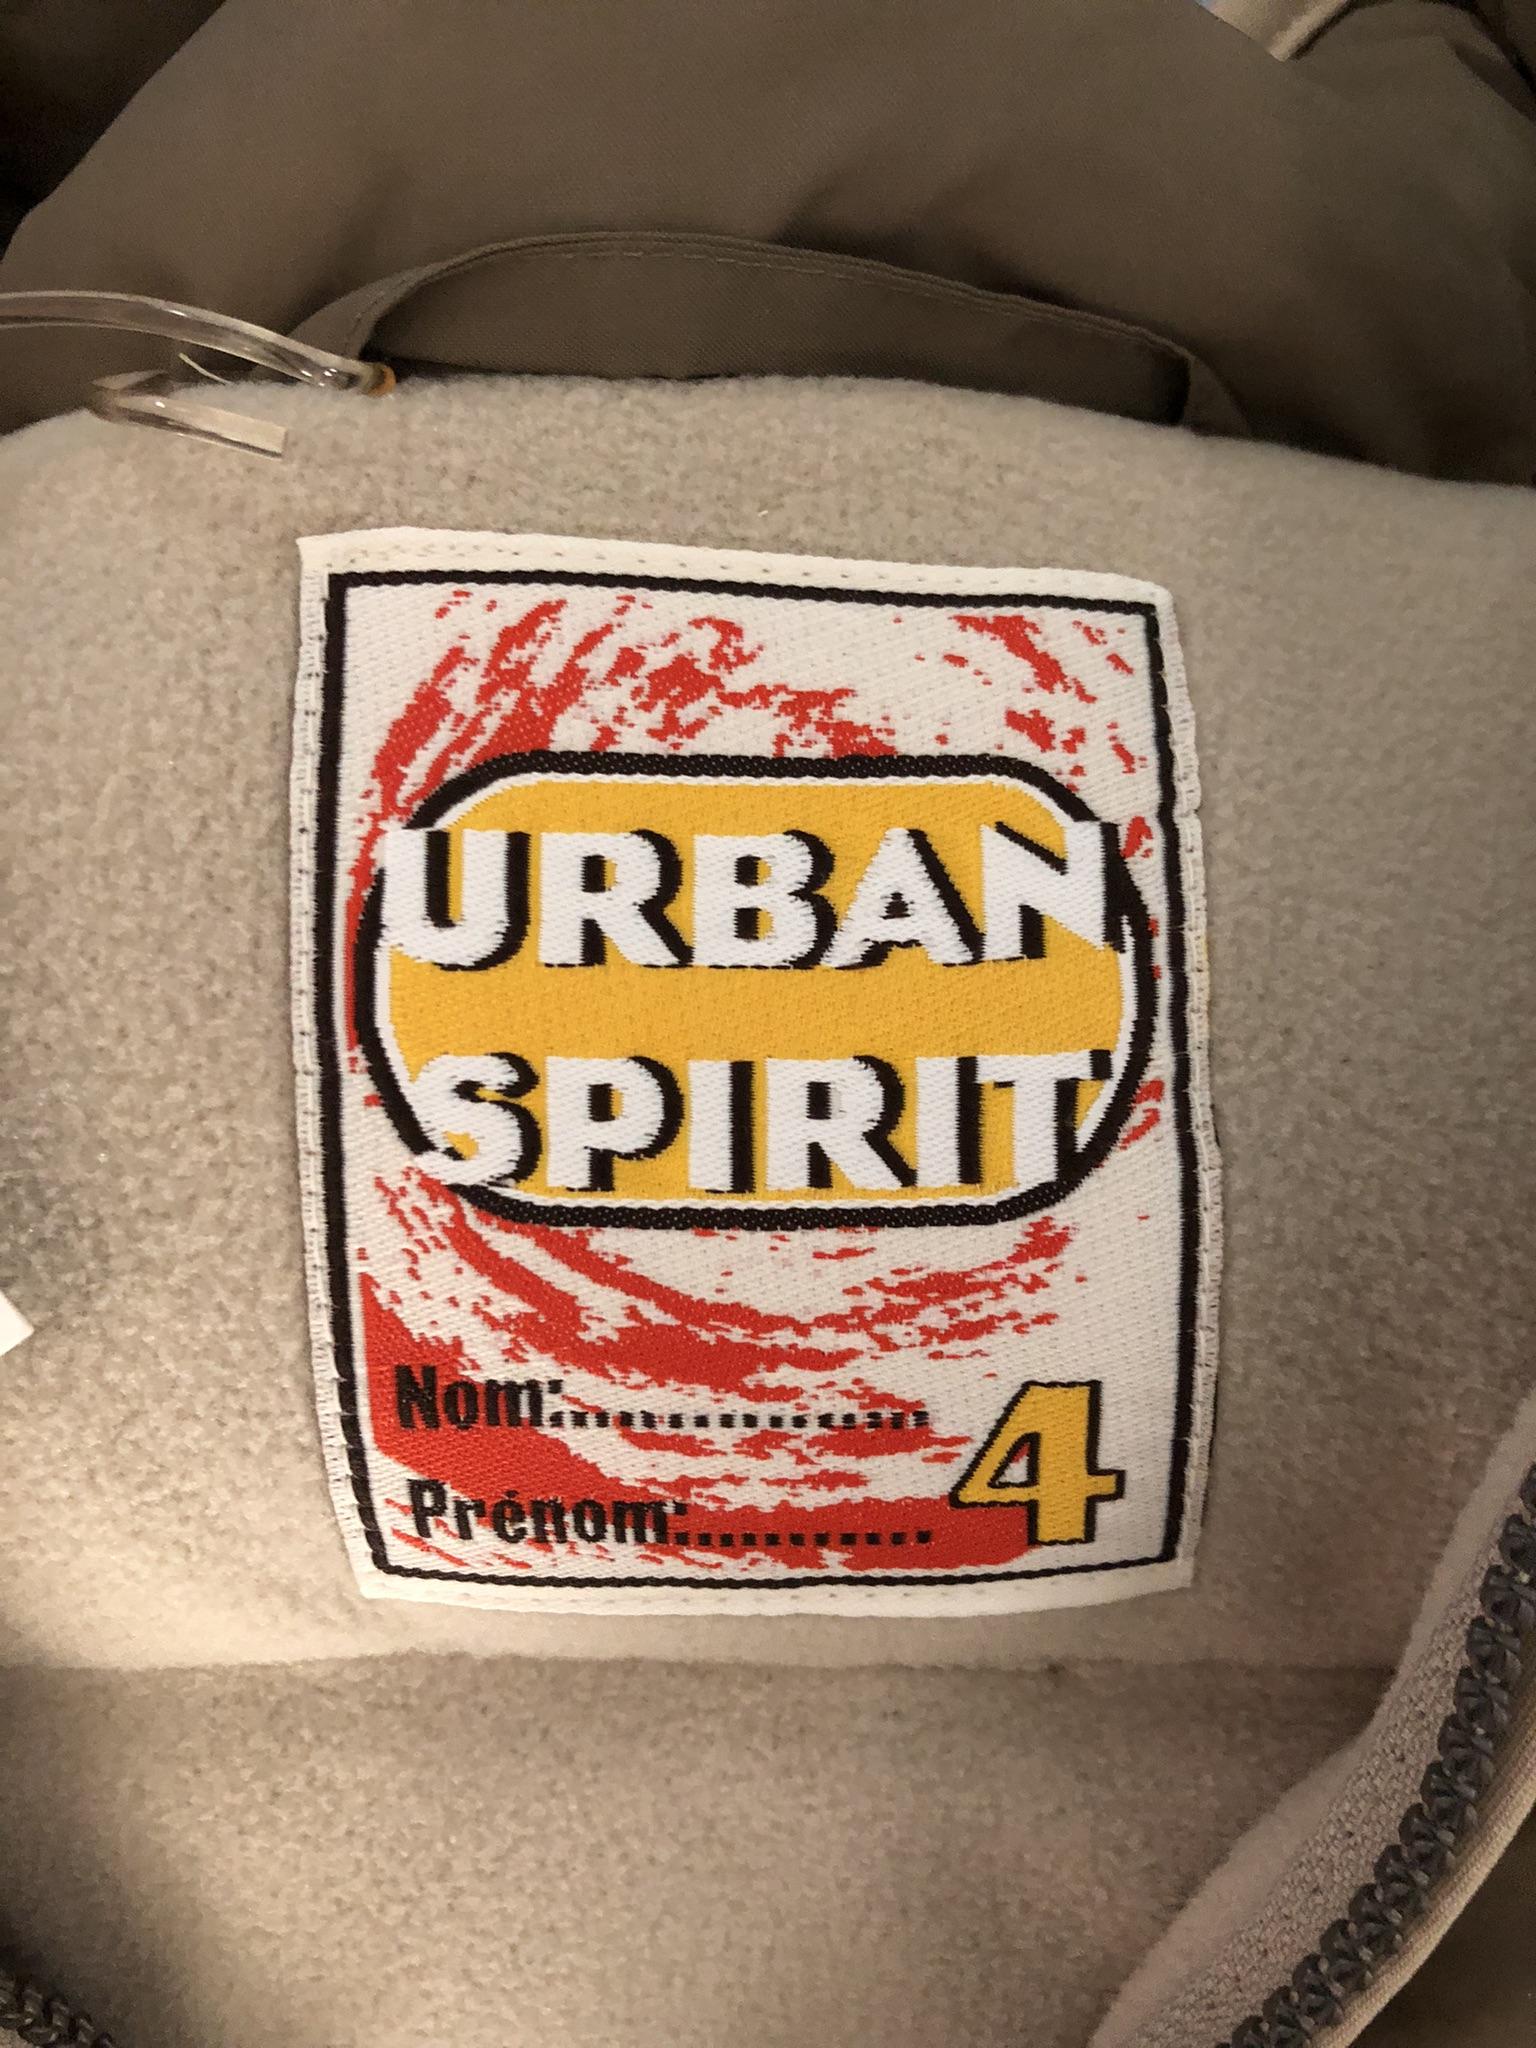 URBAN
SPIRIT
Nom:................
Prénom:...........
4